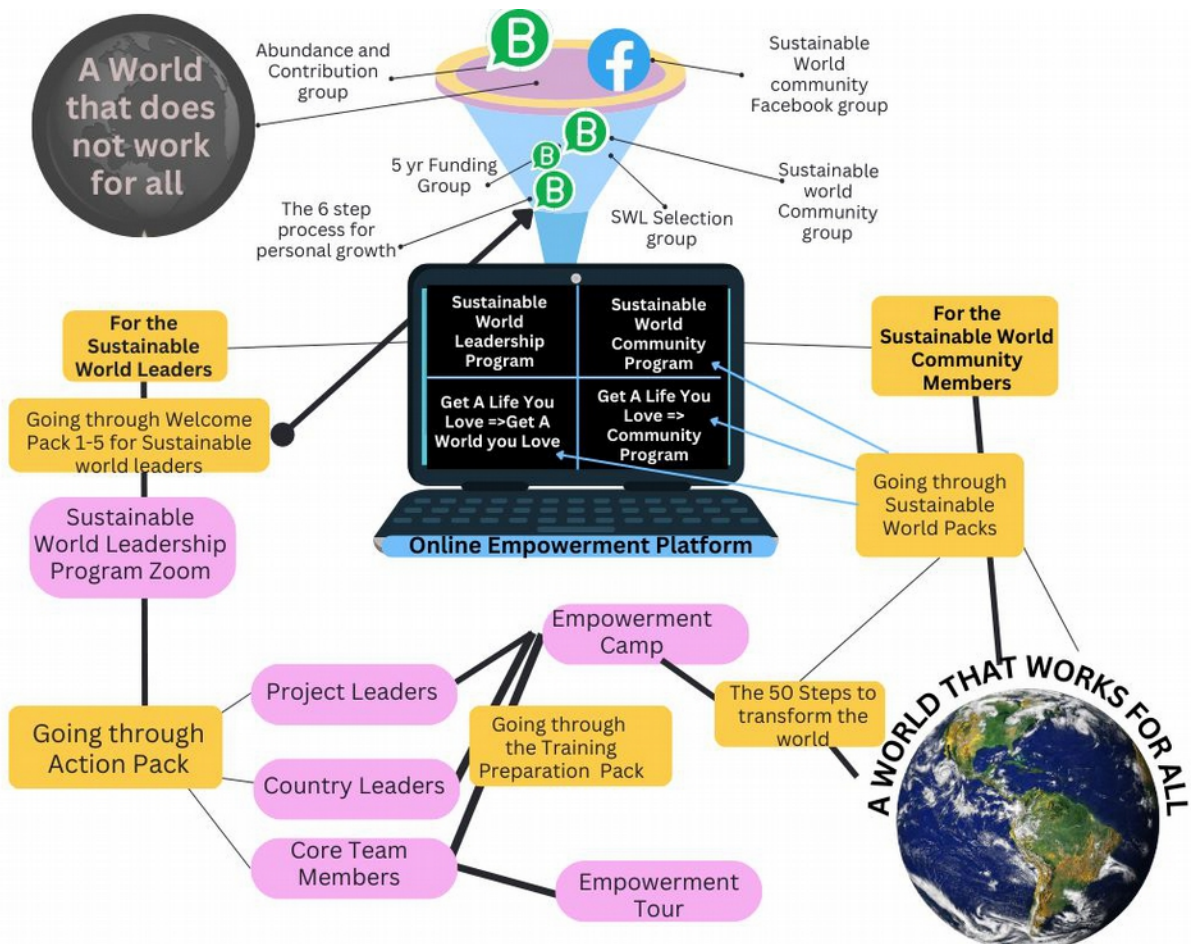 A World
that does
not work
for all
Abundance and
Contribution
group
B
f
Sustainable
World
community
Facebook group
B
B
B
5 yr Funding
Group
The 6 step
process for
personal growth
SWL Selection
group
Sustainable
world
Community
group
Sustainable
World
Leadership
Program
Sustainable
World
Community
Program
Get A Life You
Love =>Get A
World you Love
Get A Life You
Love =>
Community
Program
Online Empowerment Platform
For the
Sustainable
World Leaders
Going through Welcome
Pack 1-5 for Sustainable
world leaders
Sustainable
World Leadership
Program Zoom
Going through
Action Pack
Project Leaders
Country Leaders
Core Team
Members
Empowerment
Camp
Going through
the Training
Preparation Pack
Empowerment
Tour
For the
Sustainable World
Community
Members
Going through
Sustainable
World Packs
The 50 Steps to
transform the
world
A WORLD THAT WORKS FOR ALL